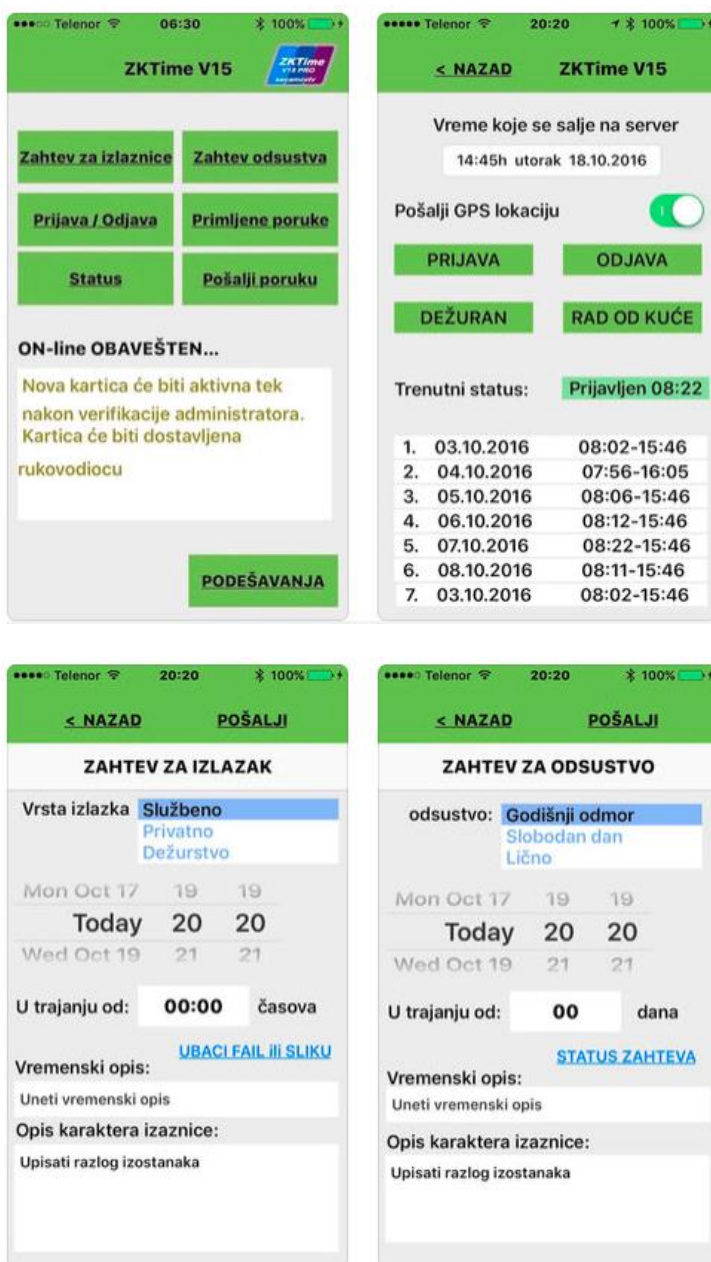 Telenor 06:30 100%
ZKTime V15
ZKTime
V15 PRO
Zahtev za izlaznice Zahtev odsustva
Prijava / Odjava Primljene poruke
Status Pošalji poruku
ON-line OBAVEŠTEN...
Nova kartica će biti aktivna tek
nakon verifikacije administratora.
Kartica će biti dostavljena
rukovodiocu
PODEŠAVANJA
Telenor 20:20 100%
< NAZAD ZKTime V15
Vreme koje se salje na server
14:45h utorak 18.10.2016
Pošalji GPS lokaciju
PRIJAVA ODJAVA
DEŽURAN RAD OD KUĆE
Trenutni status: Prijavljen 08:22
1. 03.10.2016 08:02-15:46
2. 04.10.2016 07:56-16:05
3. 05.10.2016 08:06-15:46
4. 06.10.2016 08:12-15:46
5. 07.10.2016 08:22-15:46
6. 08.10.2016 08:11-15:46
7. 03.10.2016 08:02-15:46
Telenor 20:20 100%
< NAZAD POŠALJI
ZAHTEV ZA IZLAZAK
Vrsta izlazka Službeno
Privatno
Dežurstvo
Mon Oct 17 19 19
Today 20 20
Wed Oct 19 21 21
U trajanju od: 00:00 časova
UBACI FAIL ili SLIKU
Vremenski opis:
Uneti vremenski opis
Opis karaktera izaznice:
Upisati razlog izostanaka
Telenor 20:20 100%
< NAZAD POŠALJI
ZAHTEV ZA ODSUSTVO
odsustvo: Godišnji odmor
Slobodan dan
Lično
Mon Oct 17 19 19
Today 20 20
Wed Oct 19 21 21
U trajanju od: 00 dana
STATUS ZAHTEVA
Vremenski opis:
Uneti vremenski opis
Opis karaktera izaznice:
Upisati razlog izostanaka